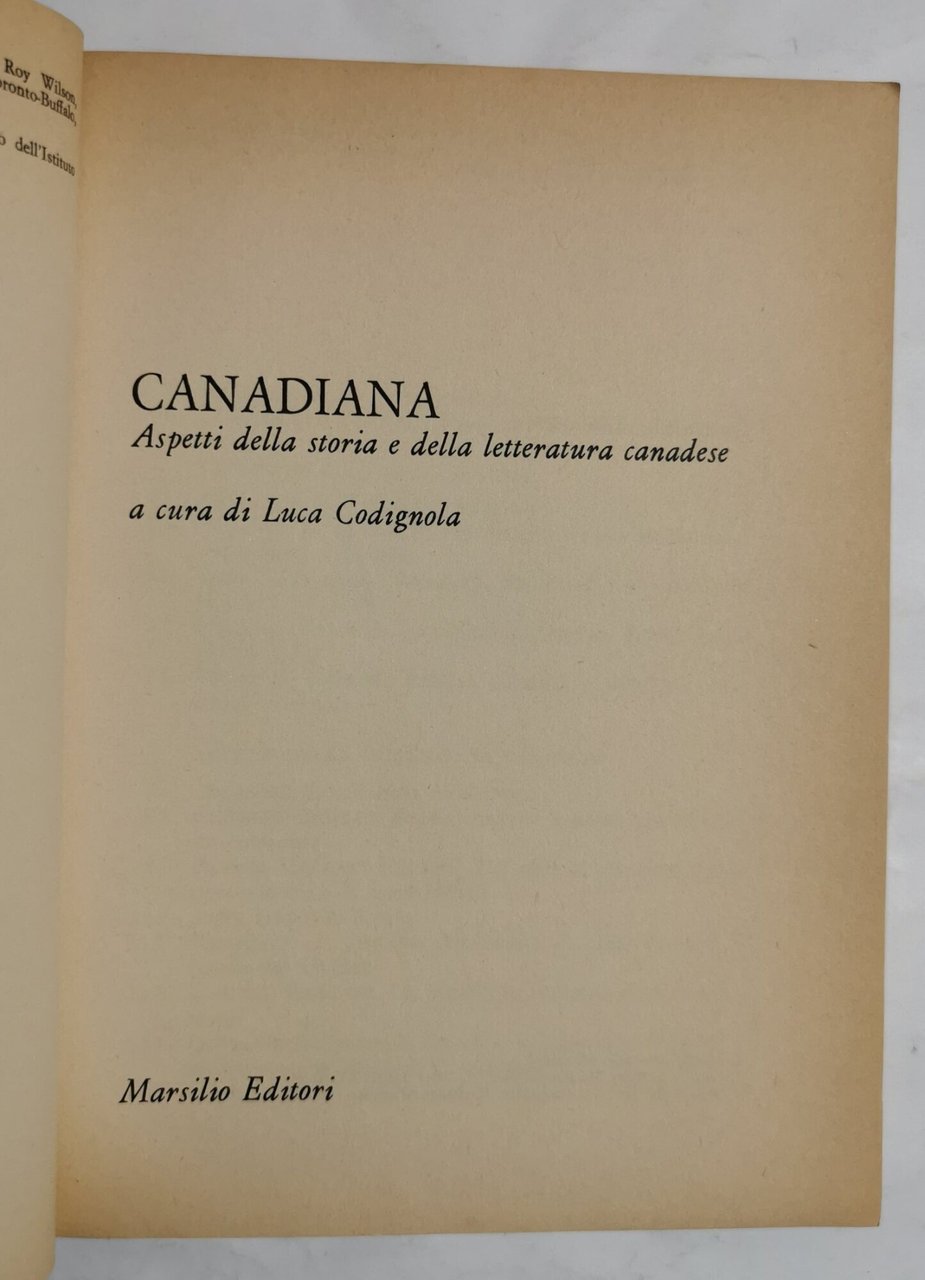 Roy Wilson,
oronto-Buffalo,
dell'Istituto
CANADIANA
Aspetti della storia e della letteratura canadese
a cura di Luca Codignola
Marsilio Editori